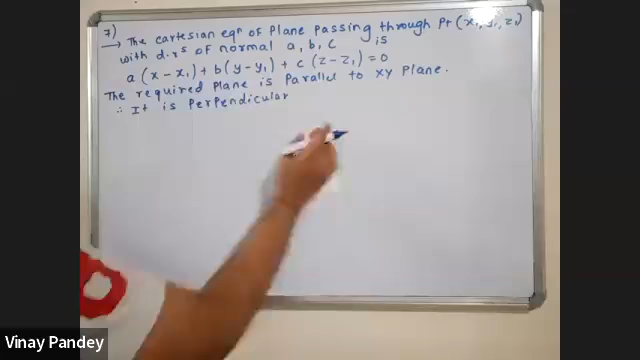 7)
→ The cartesian eqn of Plane Passing through Pt (x1, y1, z1)
with d.rs of normal a, b, c is
a (x - x1) + b (y - y1) + c (z - z1) = 0
The required Plane is Parallel to XY Plane.
∴ It is Perpendicular
Vinay Pandey